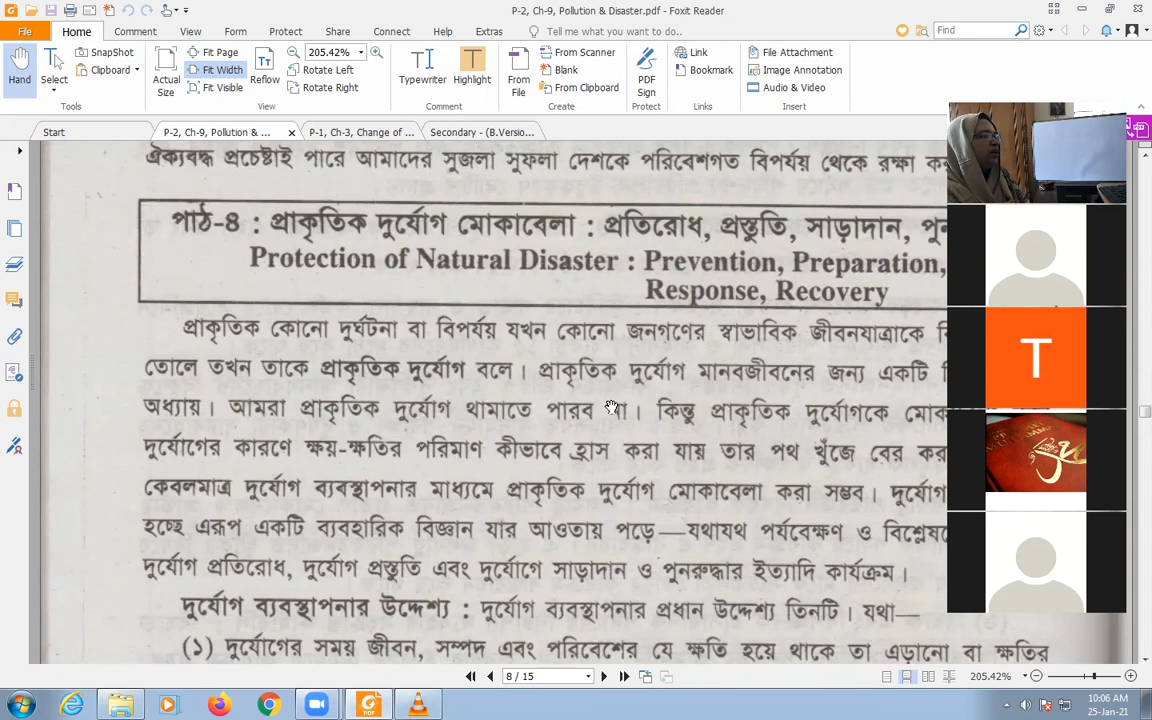 P-2, Ch-9, Pollution & Disaster.pdf - Foxit Reader
File Home Comment View Form Protect Share Connect Help Extras Tell me what you want to do... Find
Hand
Select
SnapShot
Clipboard
Tools
Actual Size
Fit Page
Fit Width
Fit Visible
Reflow
205.42%
Rotate Left
Rotate Right
View
Typewriter
Highlight
Comment
From File
From Scanner
Blank
From Clipboard
Create
PDF Sign
Protect
Link
Bookmark
Links
File Attachment
Image Annotation
Audio & Video
Insert
Start
P-2, Ch-9, Pollution & ...
P-1, Ch-3, Change of ...
Secondary - (B.Versio...
ঐক্যবদ্ধ প্রচেষ্টাই পারে আমাদের সুজলা সুফলা দেশকে পরিবেশগত বিপর্যয় থেকে রক্ষা
পাঠ-৪ : প্রাকৃতিক দুর্যোগ মোকাবেলা : প্রতিরোধ, প্রস্তুতি, সাড়াদান,
Protection of Natural Disaster : Prevention, Preparation,
Response, Recovery
প্রাকৃতিক কোনো দুর্ঘটনা বা বিপর্যয় যখন কোনো জনগণের স্বাভাবিক জীবনযাত্রাকে
তোলে তখন তাকে প্রাকৃতিক দুর্যোগ বলে। প্রাকৃতিক দুর্যোগ মানবজীবনের জন্য একটি
অধ্যায়। আমরা প্রাকৃতিক দুর্যোগ থামাতে পারব না। কিন্তু প্রাকৃতিক দুর্যোগকে
দুর্যোগের কারণে ক্ষয়-ক্ষতির পরিমাণ কীভাবে হ্রাস করা যায় তার পথ খুঁজে বের
কেবলমাত্র দুর্যোগ ব্যবস্থাপনার মাধ্যমে প্রাকৃতিক দুর্যোগ মোকাবেলা করা সম্ভব। দুর্যোগ
হচ্ছে এরূপ একটি ব্যবহারিক বিজ্ঞান যার আওতায় পড়ে—যথাযথ পর্যবেক্ষণ ও
দুর্যোগ প্রতিরোধ, দুর্যোগ প্রস্তুতি এবং দুর্যোগে সাড়াদান ও পুনরুদ্ধার ইত্যাদি কার্যক্রম।
দুর্যোগ ব্যবস্থাপনার উদ্দেশ্য : দুর্যোগ ব্যবস্থাপনার প্রধান উদ্দেশ্য তিনটি। যথা—
(১) দুর্যোগের সময় জীবন, সম্পদ এবং পরিবেশের যে ক্ষতি হয়ে থাকে তা এড়ানো বা ক্ষতির
T
8 / 15
205.42%
10:06 AM
25-Jan-21